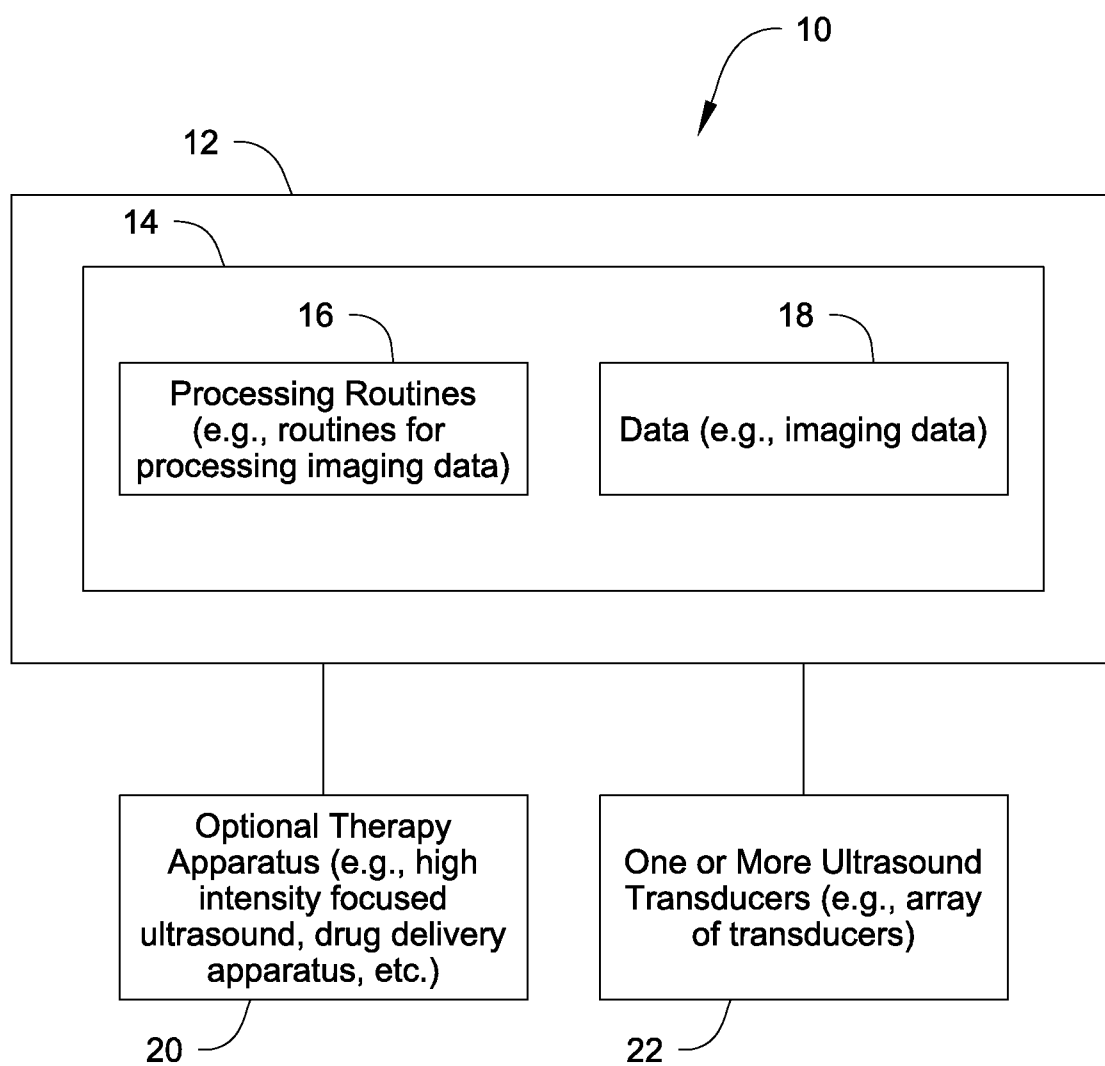 10
12
14
16
18
Processing Routines
(e.g., routines for
processing imaging data)
Data (e.g., imaging data)
Optional Therapy
Apparatus (e.g., high
intensity focused
ultrasound, drug delivery
apparatus, etc.)
One or More Ultrasound
Transducers (e.g., array
of transducers)
20
22